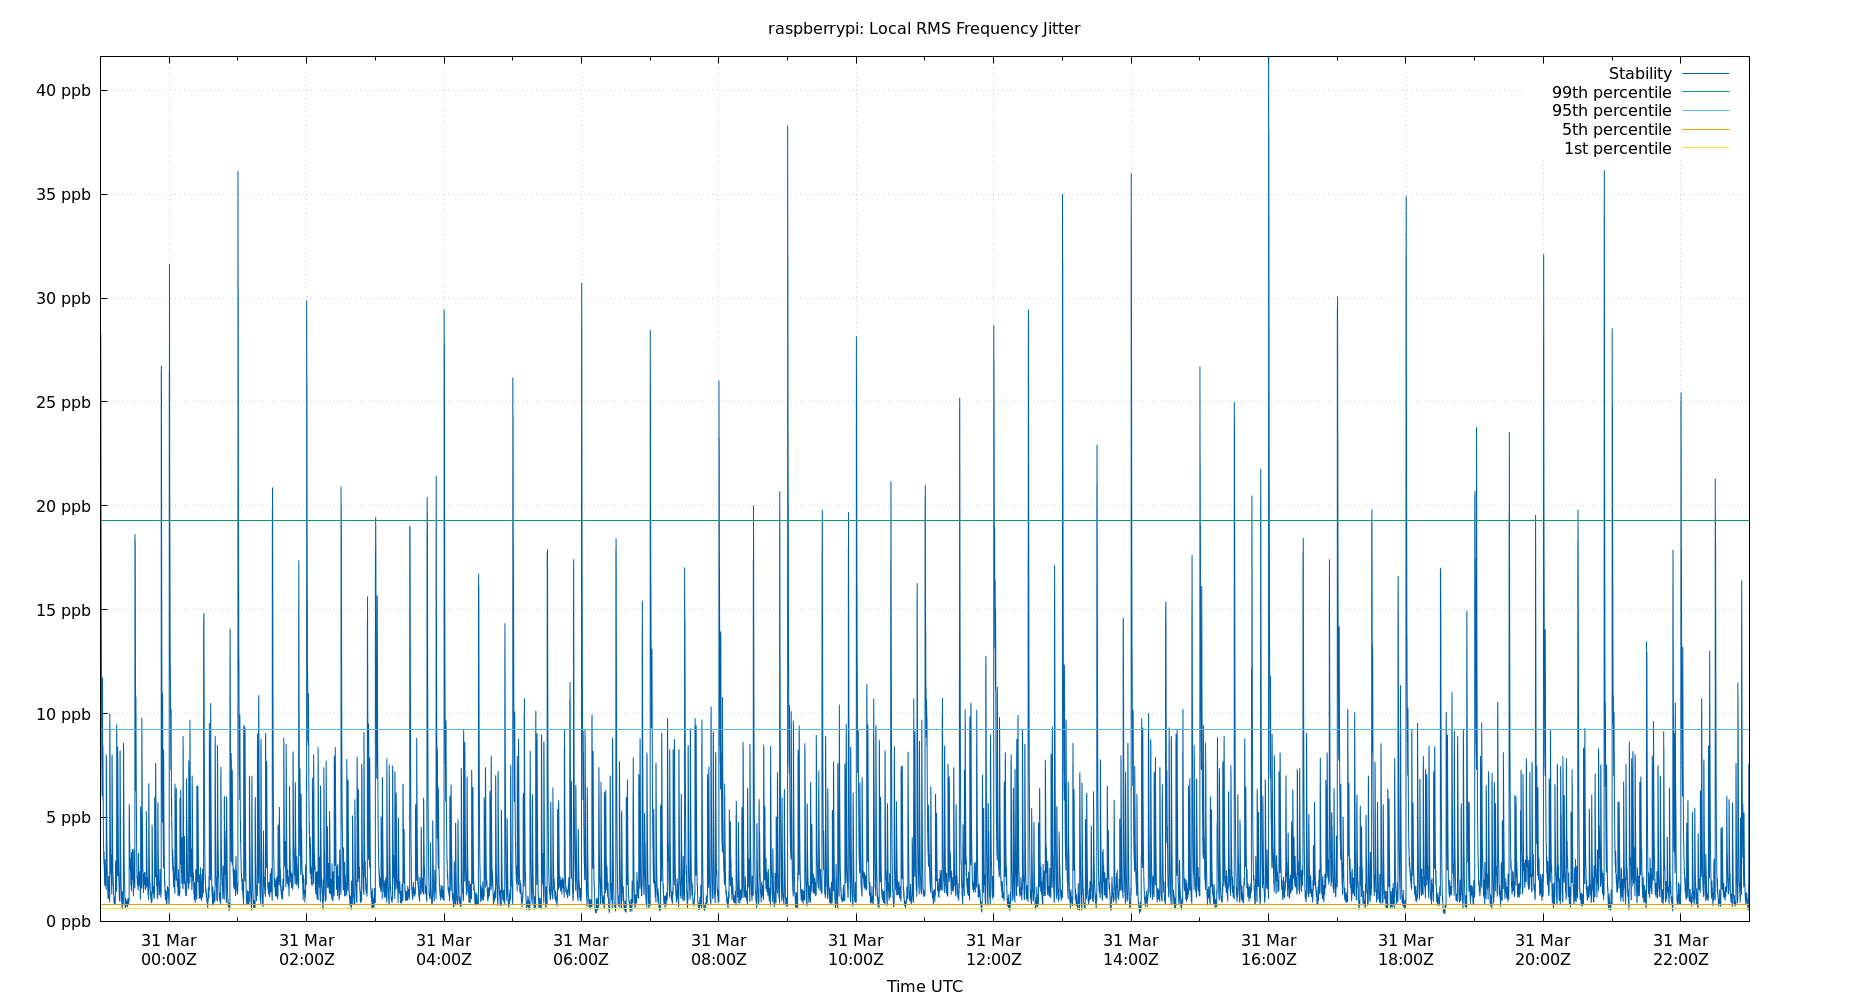 raspberrypi: Local RMS Frequency Jitter
Stability
99th percentile
95th percentile
5th percentile
1st percentile
40 ppb
35 ppb
30 ppb
25 ppb
20 ppb
15 ppb
10 ppb
5 ppb
0 ppb
31 Mar 31 Mar 31 Mar 31 Mar 31 Mar 31 Mar 31 Mar 31 Mar 31 Mar 31 Mar 31 Mar 31 Mar
00:00Z 02:00Z 04:00Z 06:00Z 08:00Z 10:00Z 12:00Z 14:00Z 16:00Z 18:00Z 20:00Z 22:00Z
Time UTC